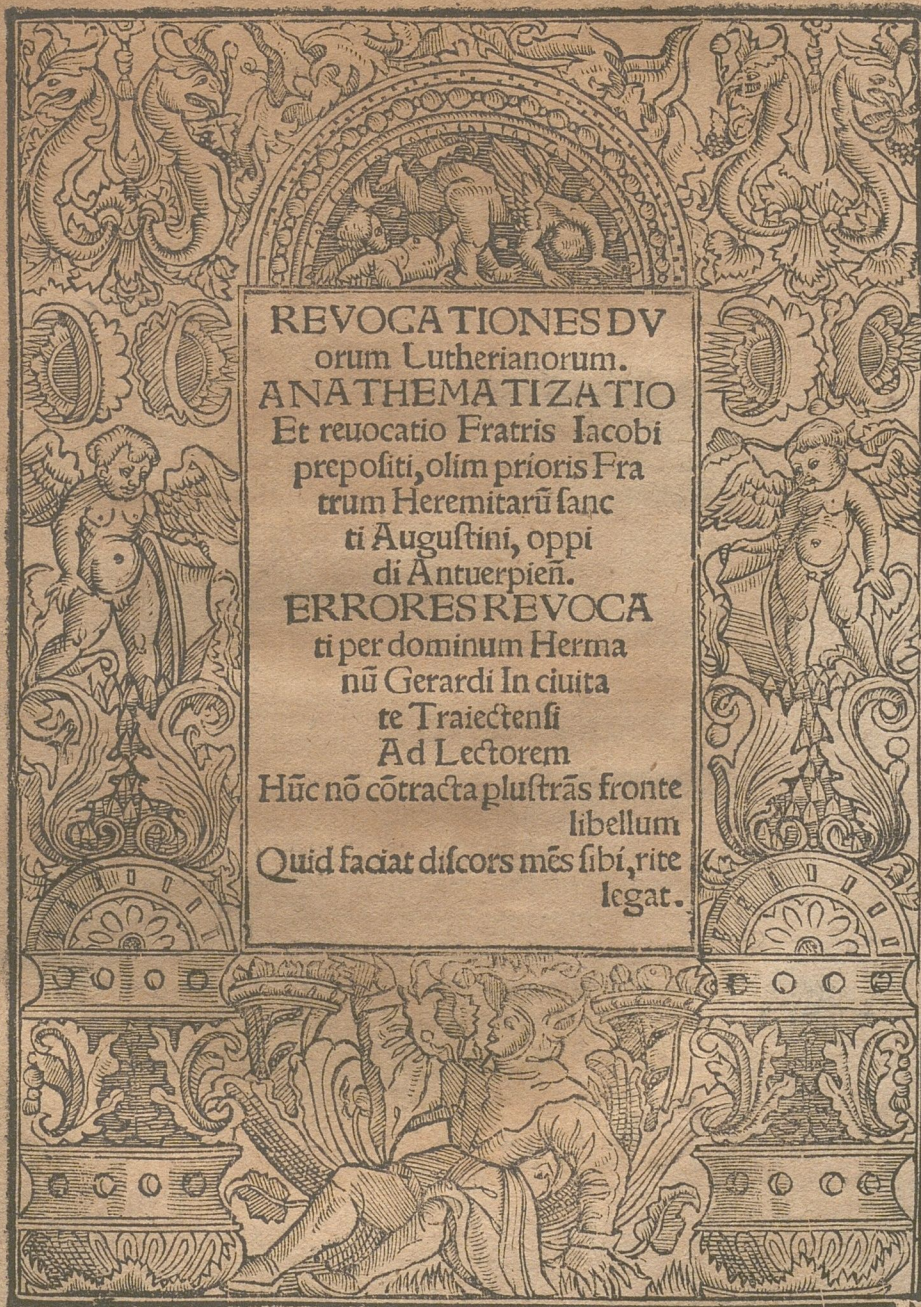 REVOCATIONES DV
orum Lutherianorum.
ANATHEMATIZATIO
Et reuocatio Fratris Iacobi
prepositi, olim prioris Fra
trum Heremitarū sanc
ti Augustini, oppi
di Antuerpieñ.
ERRORES REVOCA
ti per dominum Herma
nū Gerardi In ciuita
te Traiectensi
Ad Lectorem
Hūc nō cōtracta ꝑlustrās fronte
libellum
Quid faciat discors mēs sibi, rite
legat.